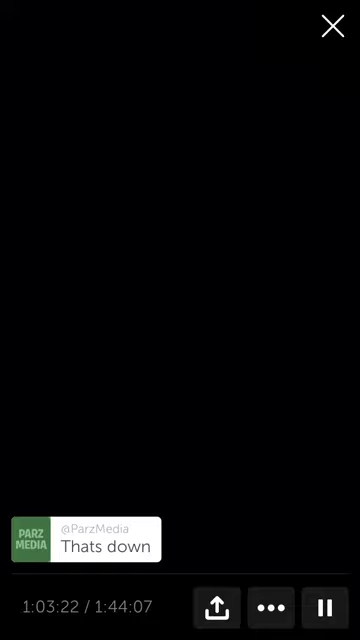 PARZ
MEDIA
@ParzMedia
Thats down
1:03:22 / 1:44:07